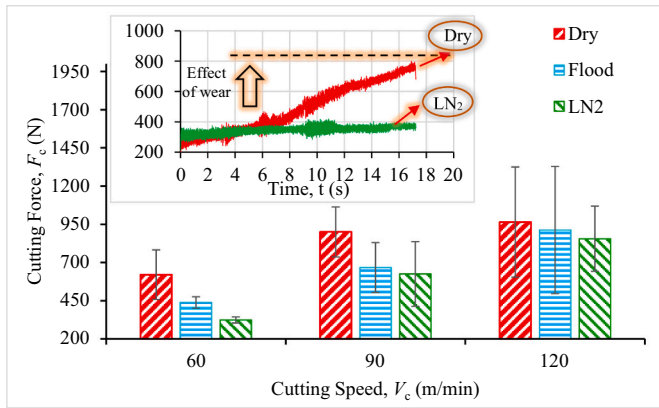 1000
800
600
400
200
0 2 4 6 8 10 12 14 16 18 20
Time, t (s)
Effect
of wear
Dry
LN₂
Dry
Flood
LN2
1950
1700
1450
1200
950
700
450
200
Cutting Force, F_c (N)
60 90 120
Cutting Speed, V_c (m/min)